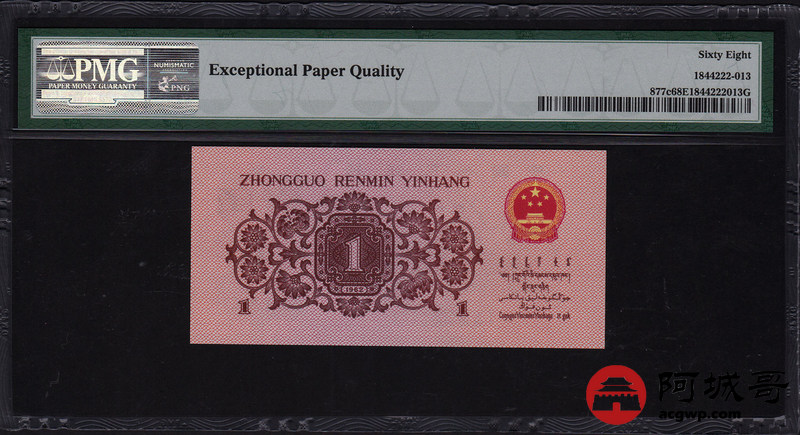 PMG
PAPER MONEY GUARANTY
NUMISMATIC
PNG
Exceptional Paper Quality
Sixty Eight
1844222-013
877c68E1844222013G
ZHONGGUO RENMIN YINHANG
1
1962
1
1
阿城哥
acgwp.com